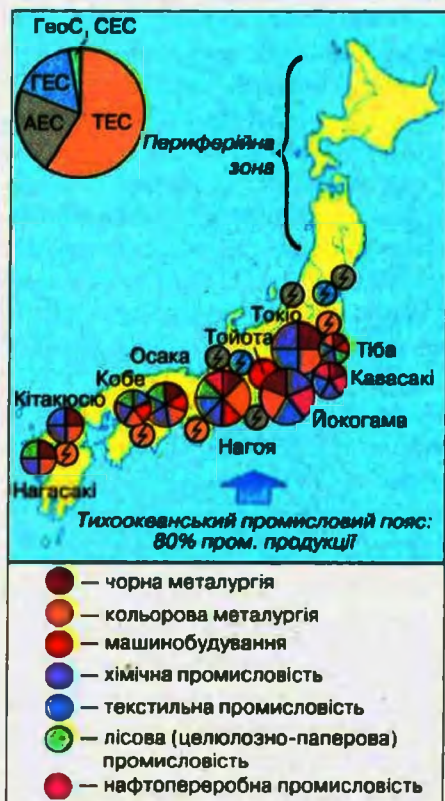 ГеоС, СЕС
ГЕС
АЕС
ТЕС
Периферійна
зона
Токіо
Тойота
Тіба
Осака
Кавасакі
Кобе
Кітакюсю
Йокогама
Нагоя
Нагасакі
Тихоокеанський промисловий пояс:
80% пром. продукції
— чорна металургія
— кольорова металургія
— машинобудування
— хімічна промисловість
— текстильна промисловість
— лісова (целюлозно-паперова)
промисловість
— нафтопереробна промисловість